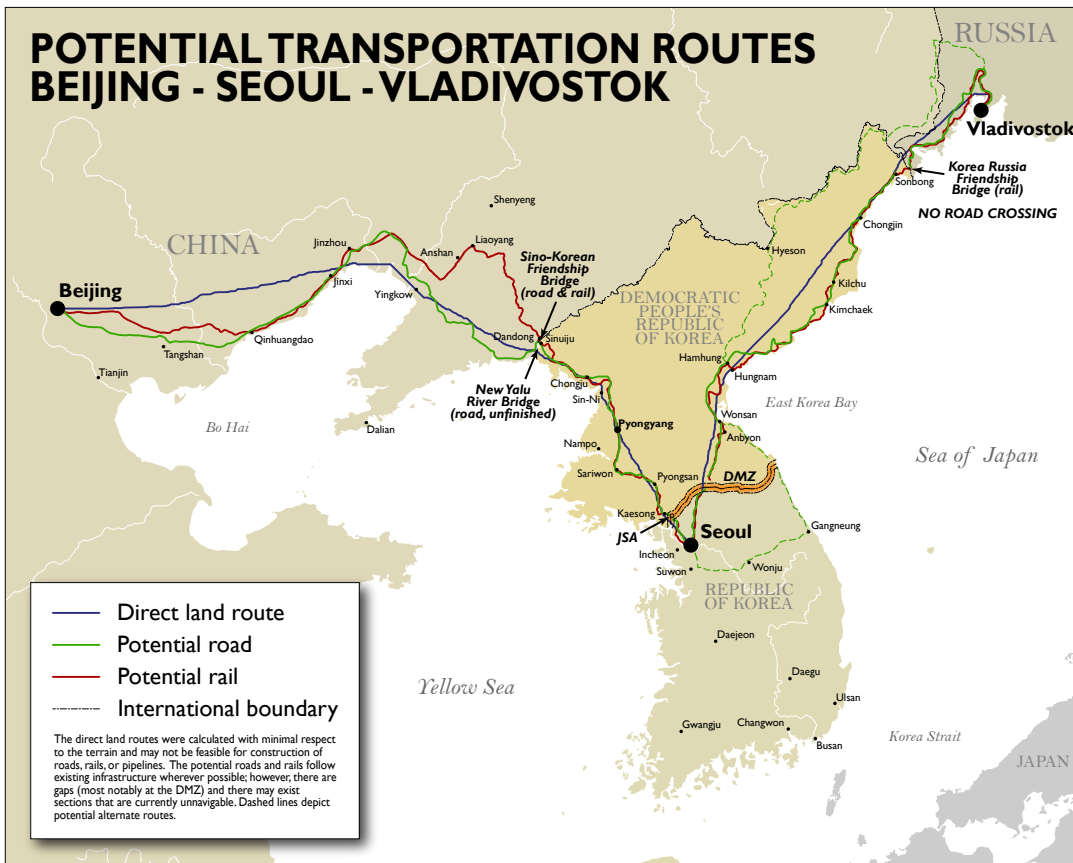 POTENTIAL TRANSPORTATION ROUTES
BEIJING - SEOUL - VLADIVOSTOK
RUSSIA
Vladivostok
Korea Russia
Friendship
Bridge (rail)
NO ROAD CROSSING
Sonbong
Chongjin
Shenyeng
CHINA
Jinzhou
Anshan
Liaoyang
Hyeson
Sino-Korean
Friendship
Bridge
(road & rail)
Beijing
Jinxi
Yingkow
Kilchu
DEMOCRATIC
PEOPLE'S
REPUBLIC
OF KOREA
Kimchaek
Qinhuangdao
Tangshan
Dandong
Sinuiju
Tianjin
Hamhung
Hungnam
Chongju
Sin-Ni
New Yalu
River Bridge
(road, unfinished)
East Korea Bay
Bo Hai
Dalian
Pyongyang
Wonsan
Anbyon
Nampo
Sea of Japan
Sariwon
Pyongsan
DMZ
Kaesong
JSA
Seoul
Gangneung
Incheon
Suwon
Wonju
REPUBLIC
OF KOREA
Daejeon
Daegu
Yellow Sea
Ulsan
Gwangju
Changwon
Busan
Korea Strait
JAPAN
Direct land route
Potential road
Potential rail
International boundary
The direct land routes were calculated with minimal respect
to the terrain and may not be feasible for construction of
roads, rails, or pipelines. The potential roads and rails follow
existing infrastructure wherever possible; however, there are
gaps (most notably at the DMZ) and there may exist
sections that are currently unnavigable. Dashed lines depict
potential alternate routes.